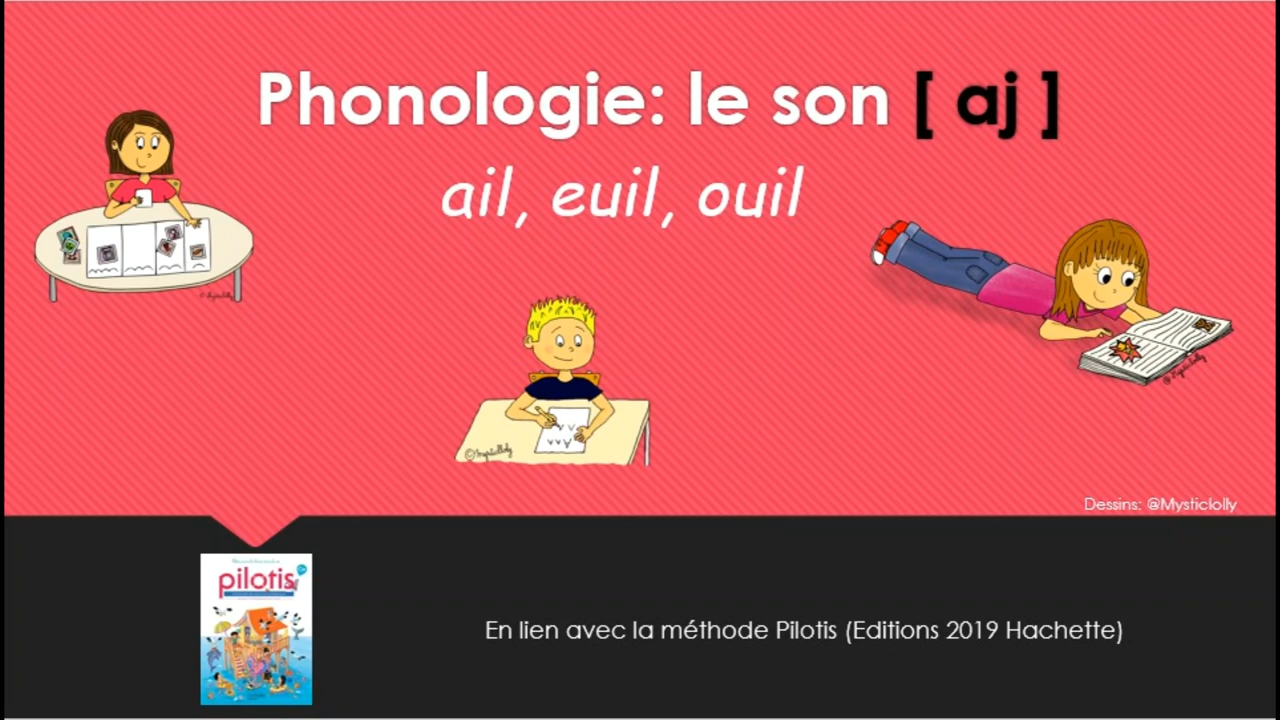 Phonologie: le son [ aj ]
ail, euil, ouil
Dessins: @Mysticlolly
pilotis
En lien avec la méthode Pilotis (Editions 2019 Hachette)